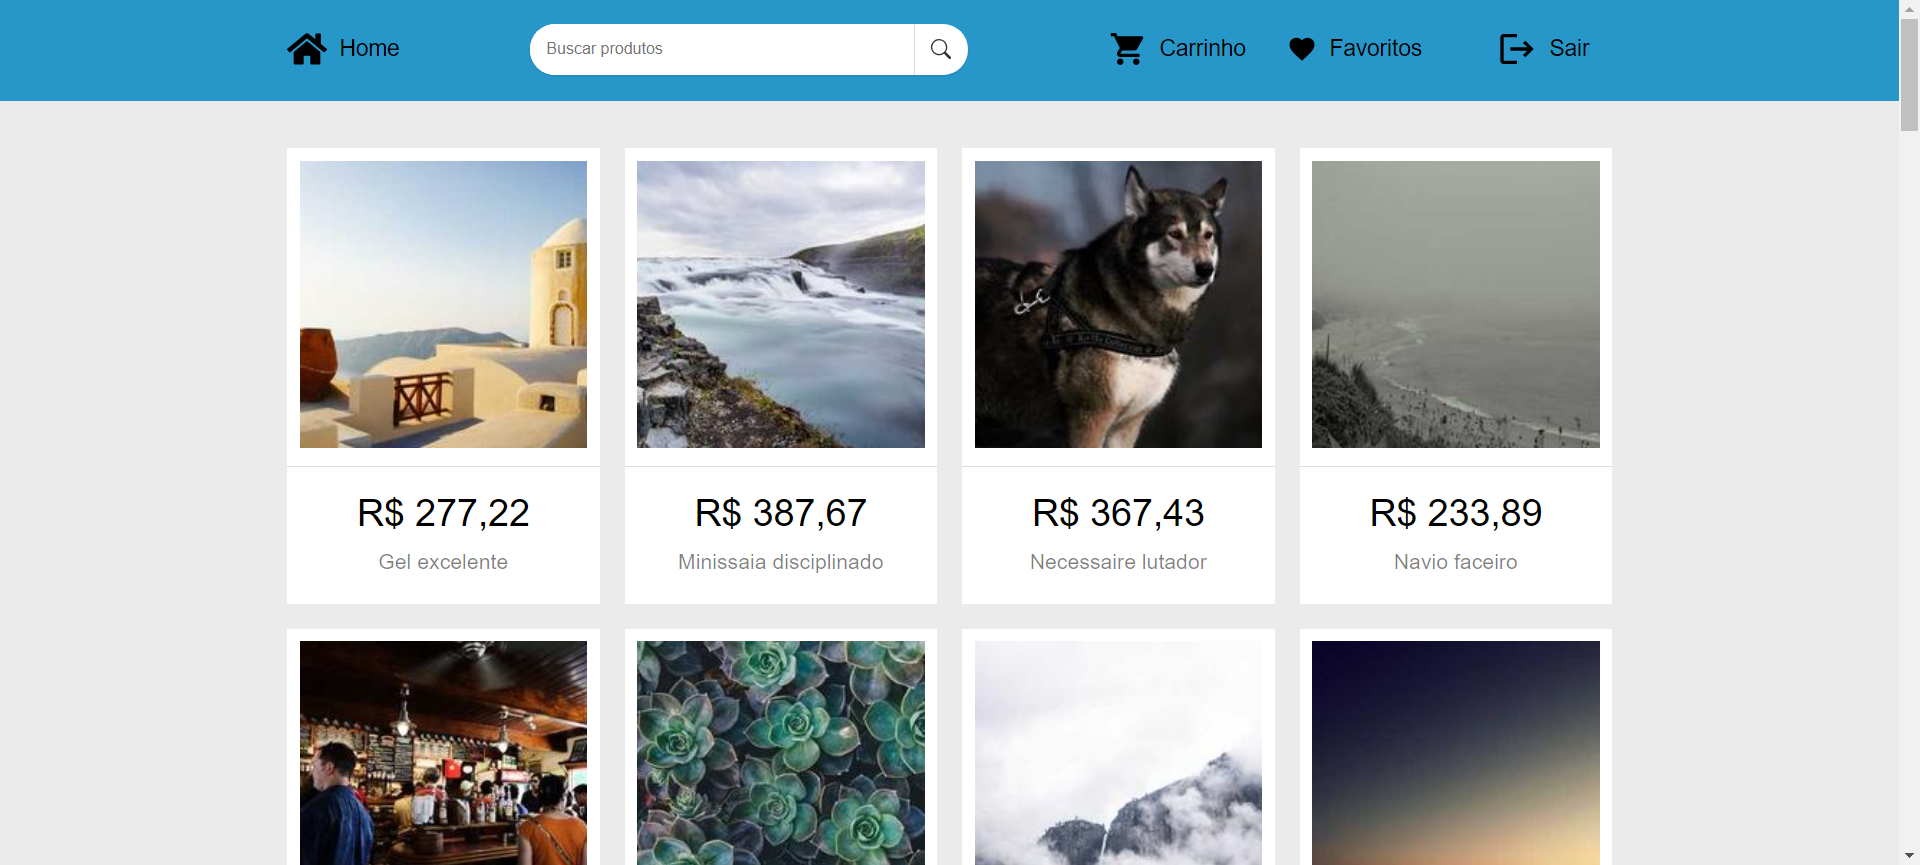 Home
Buscar produtos
Carrinho
Favoritos
Sair
R$ 277,22
Gel excelente
R$ 387,67
Minissaia disciplinado
R$ 367,43
Necessaire lutador
R$ 233,89
Navio faceiro